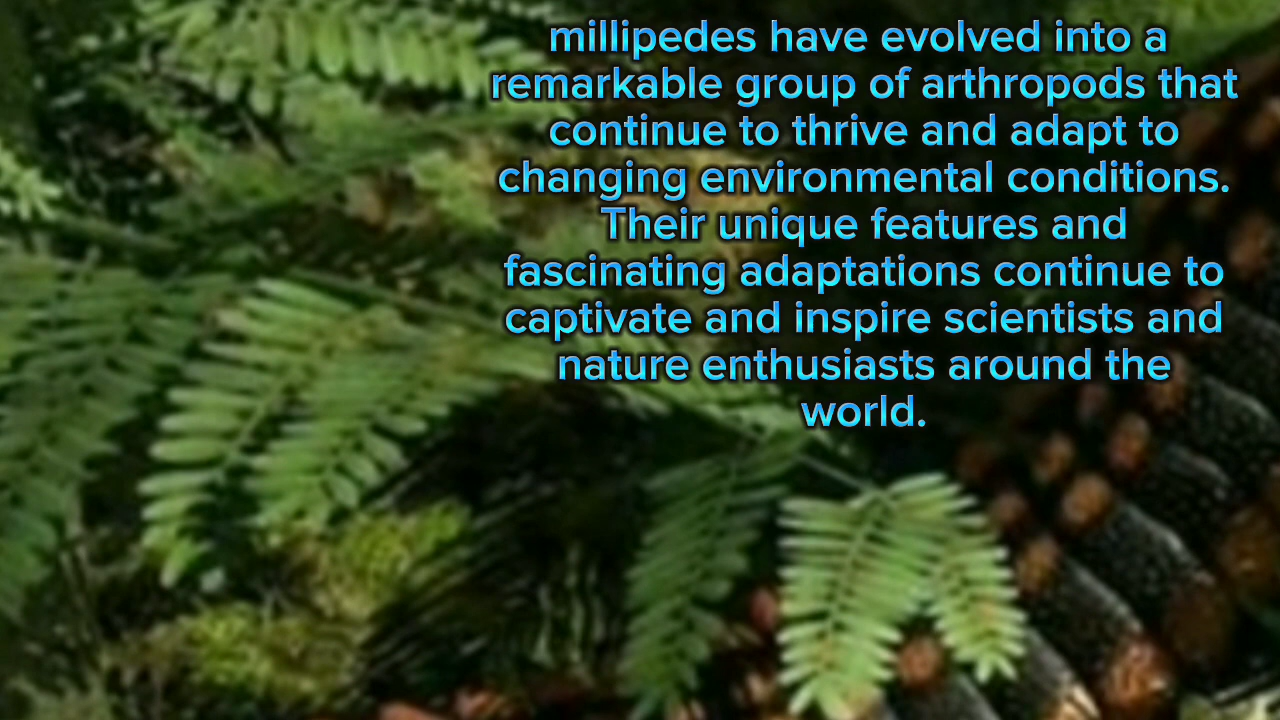 millipedes have evolved into a
remarkable group of arthropods that
continue to thrive and adapt to
changing environmental conditions.
Their unique features and
fascinating adaptations continue to
captivate and inspire scientists and
nature enthusiasts around the
world.